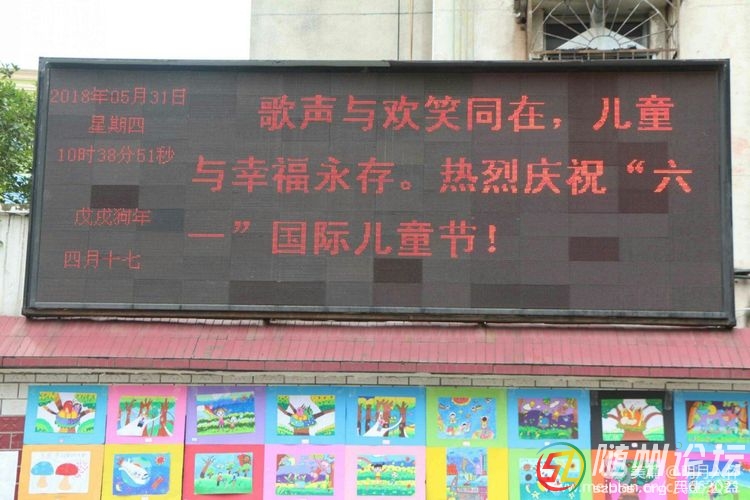 2018年05月31日
星期四
10时38分51秒
戊戌狗年
四月十七
歌声与欢笑同在，儿童
与幸福永存。热烈庆祝“六
一”国际儿童节！
随州论坛